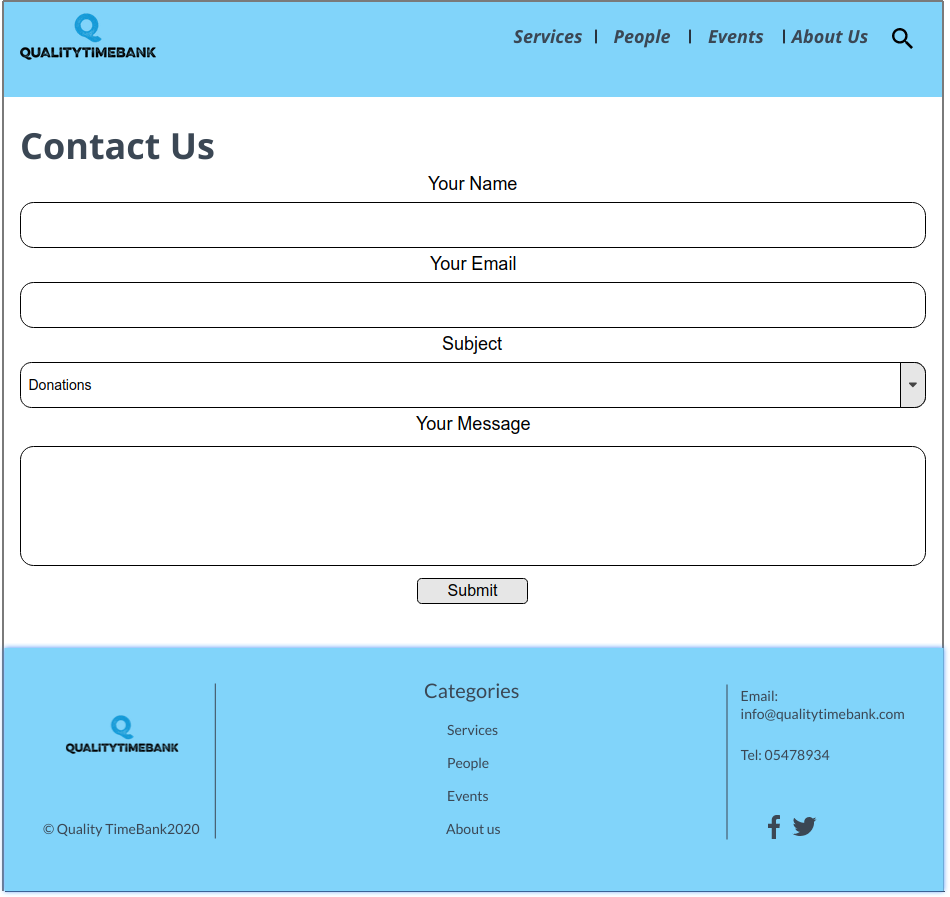 QUALITYTIMEBANK
Services | People | Events | About Us
Contact Us
Your Name
Your Email
Subject
Donations
Your Message
Submit
QUALITYTIMEBANK
© Quality TimeBank2020
Categories
Services
People
Events
About us
Email:
info@qualitytimebank.com
Tel: 05478934